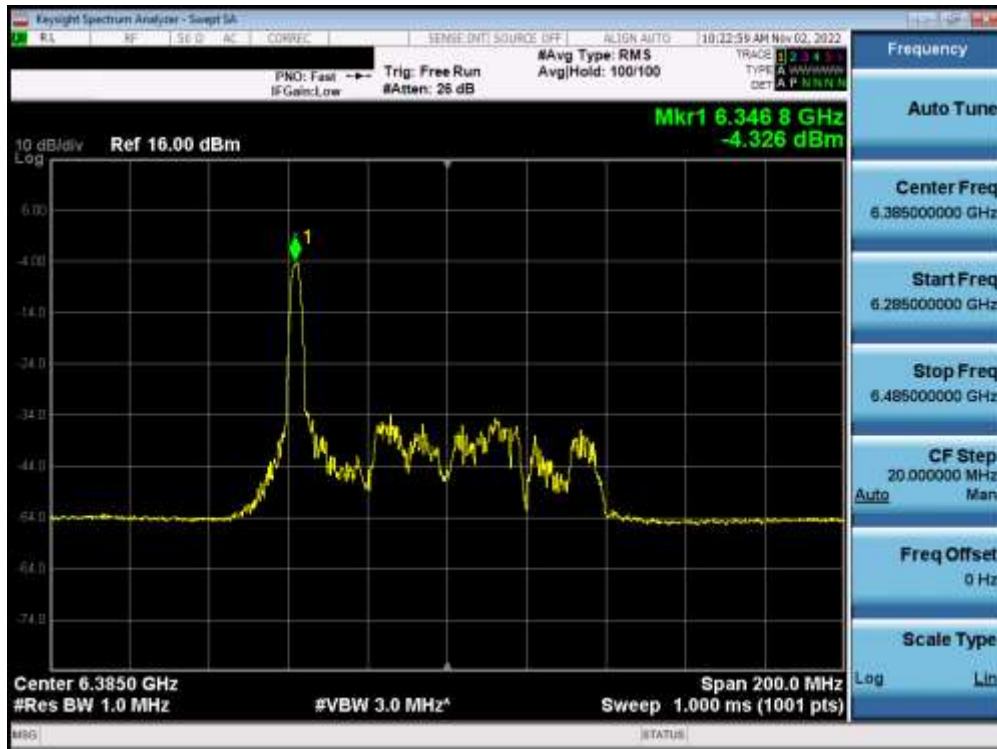 Keysight Spectrum Analyzer - Swept SA
RL RF 50 Ω AC CORREC SENSE:INT SOURCE OFF ALIGN AUTO 10:22:59 AM Nov 02, 2022
PNO: Fast
IFGain:Low
Trig: Free Run
#Atten: 26 dB
#Avg Type: RMS
Avg|Hold: 100/100
TRACE 1 2 3 4 5 6
TYPE A WWWWW
DET A P N N N N
Mkr1 6.346 8 GHz
-4.326 dBm
10 dB/div
Log
Ref 16.00 dBm
6.00
-4.00
-14.0
-24.0
-34.0
-44.0
-54.0
-64.0
-74.0
1
Center 6.3850 GHz
#Res BW 1.0 MHz
#VBW 3.0 MHz*
Span 200.0 MHz
Sweep 1.000 ms (1001 pts)
MSG
STATUS
Frequency
Auto Tune
Center Freq
6.385000000 GHz
Start Freq
6.285000000 GHz
Stop Freq
6.485000000 GHz
CF Step
20.000000 MHz
Auto Man
Freq Offset
0 Hz
Scale Type
Log Lin